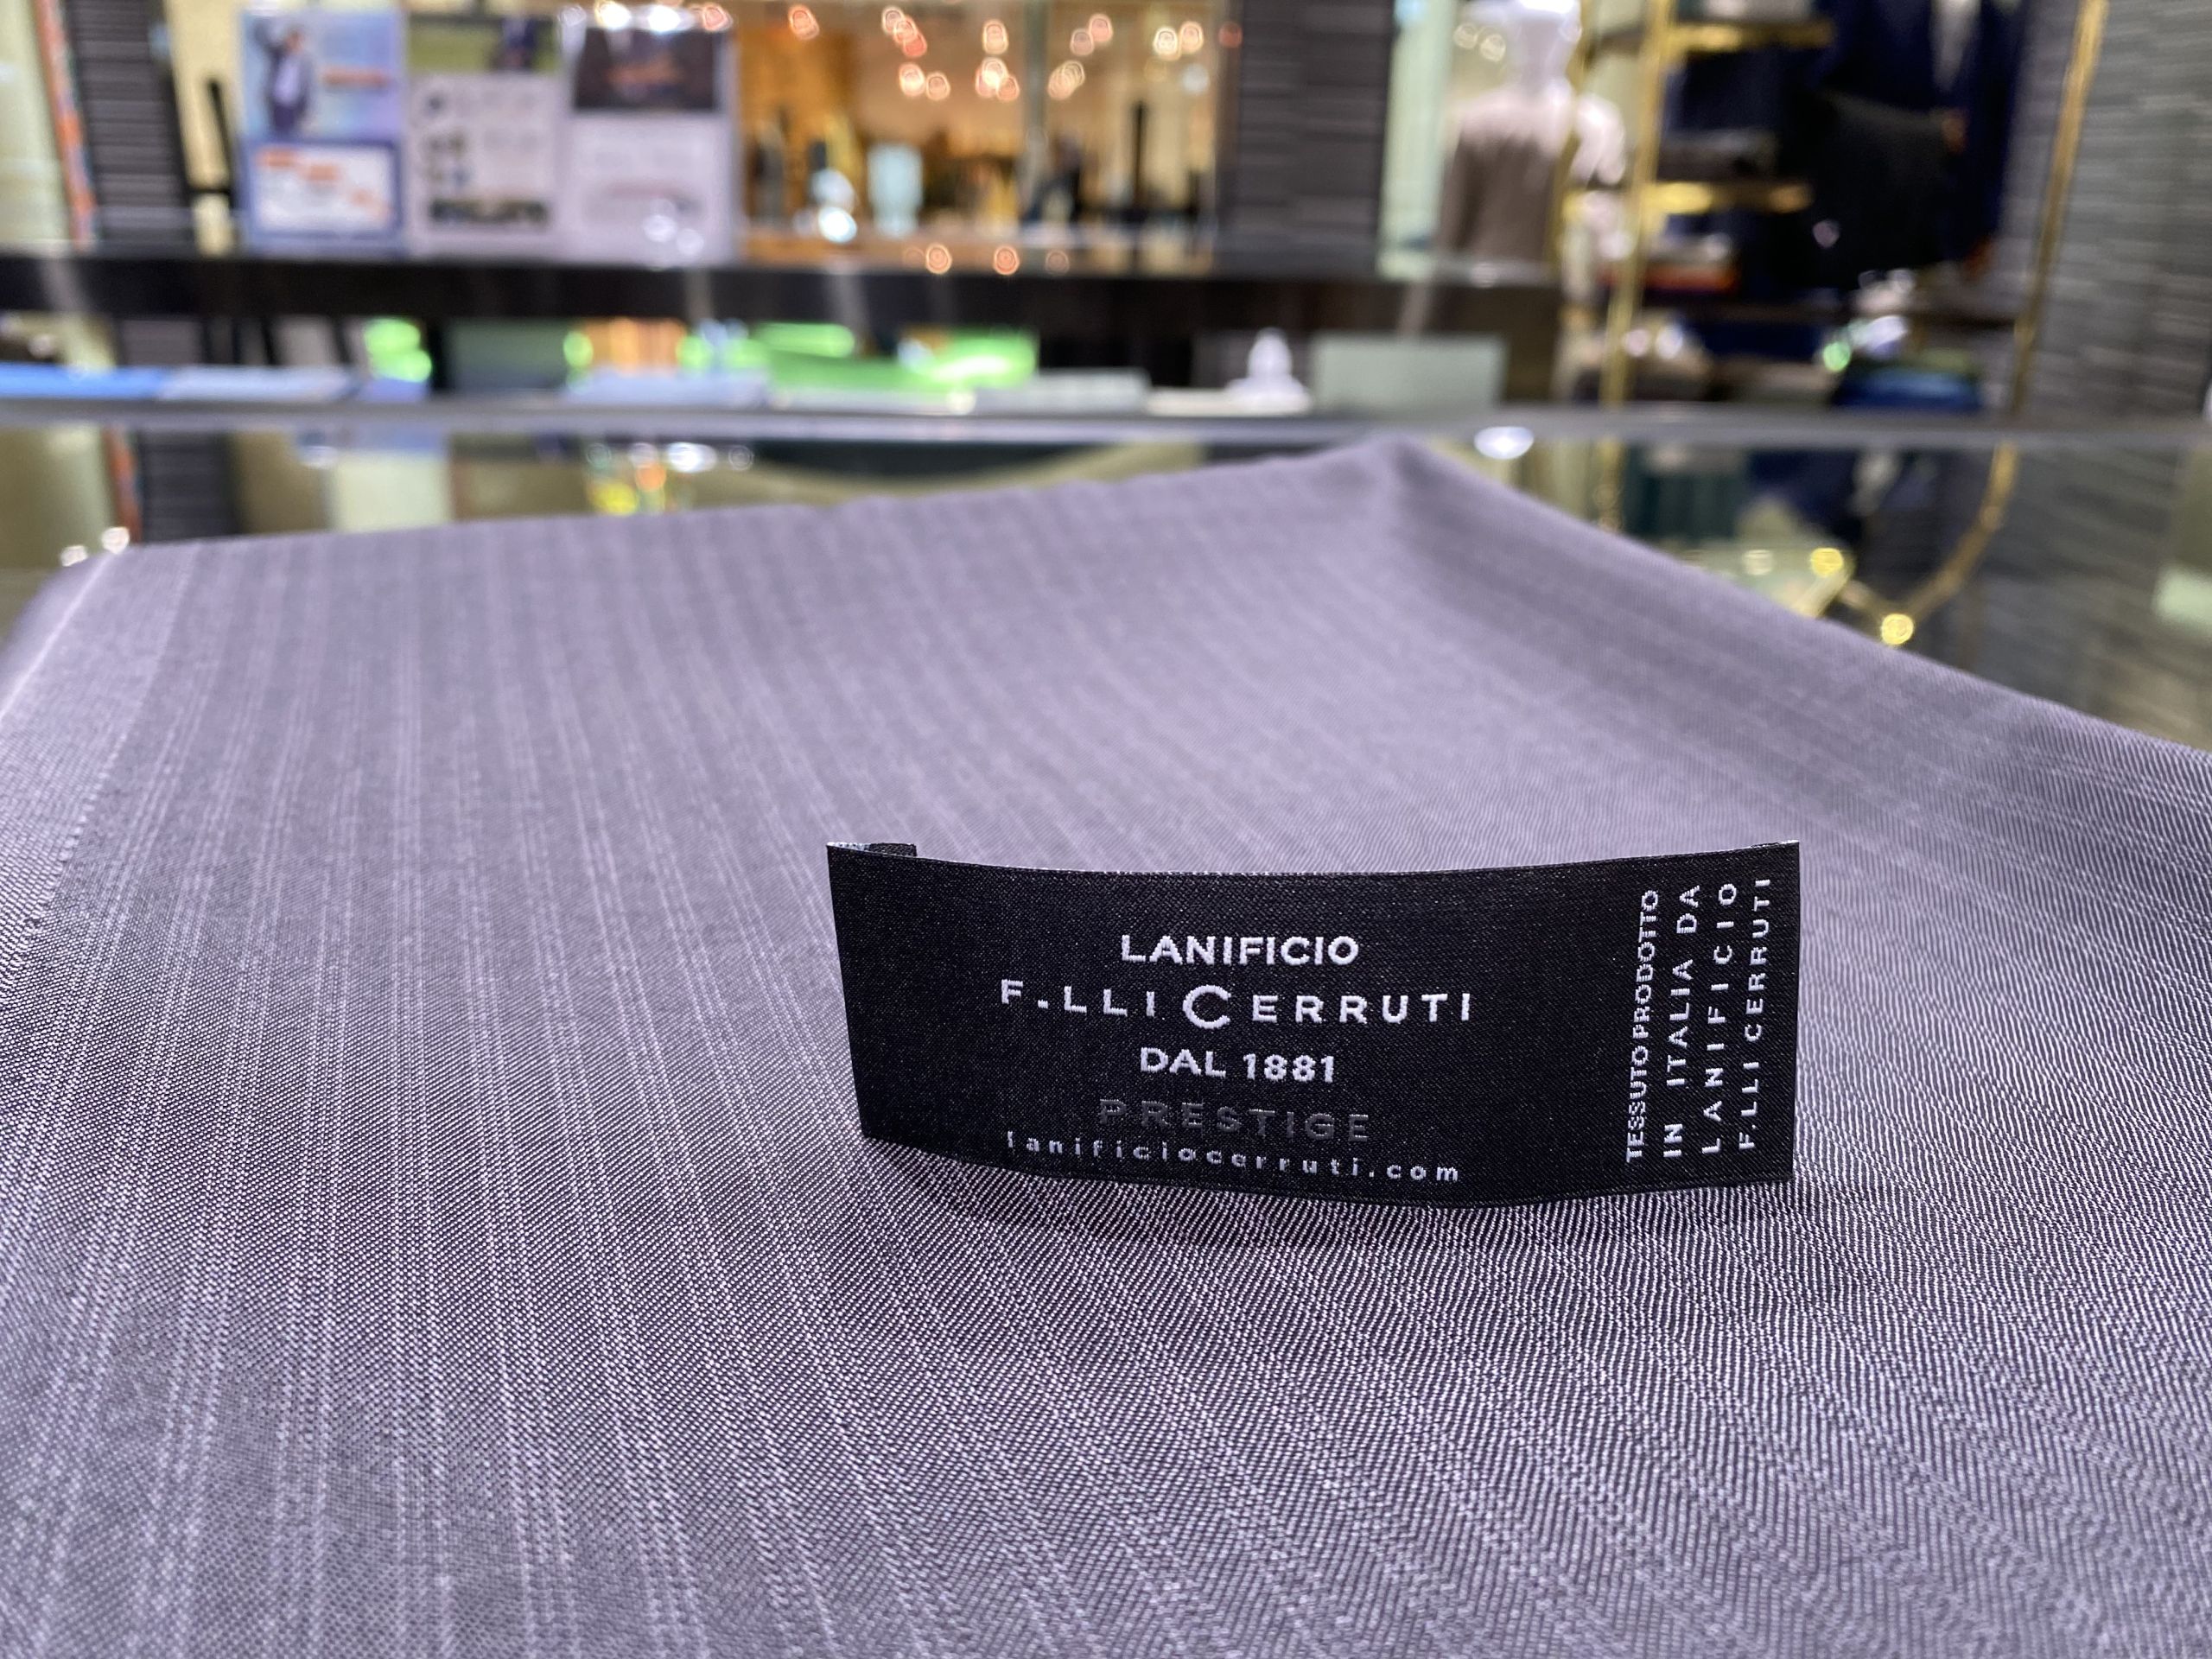 LANIFICIO
F.LLI CERRUTI
DAL 1881
PRESTIGE
lanificiocerruti.com
TESSUTO PRODOTTO
IN ITALIA DA
LANIFICIO
F.LLI CERRUTI